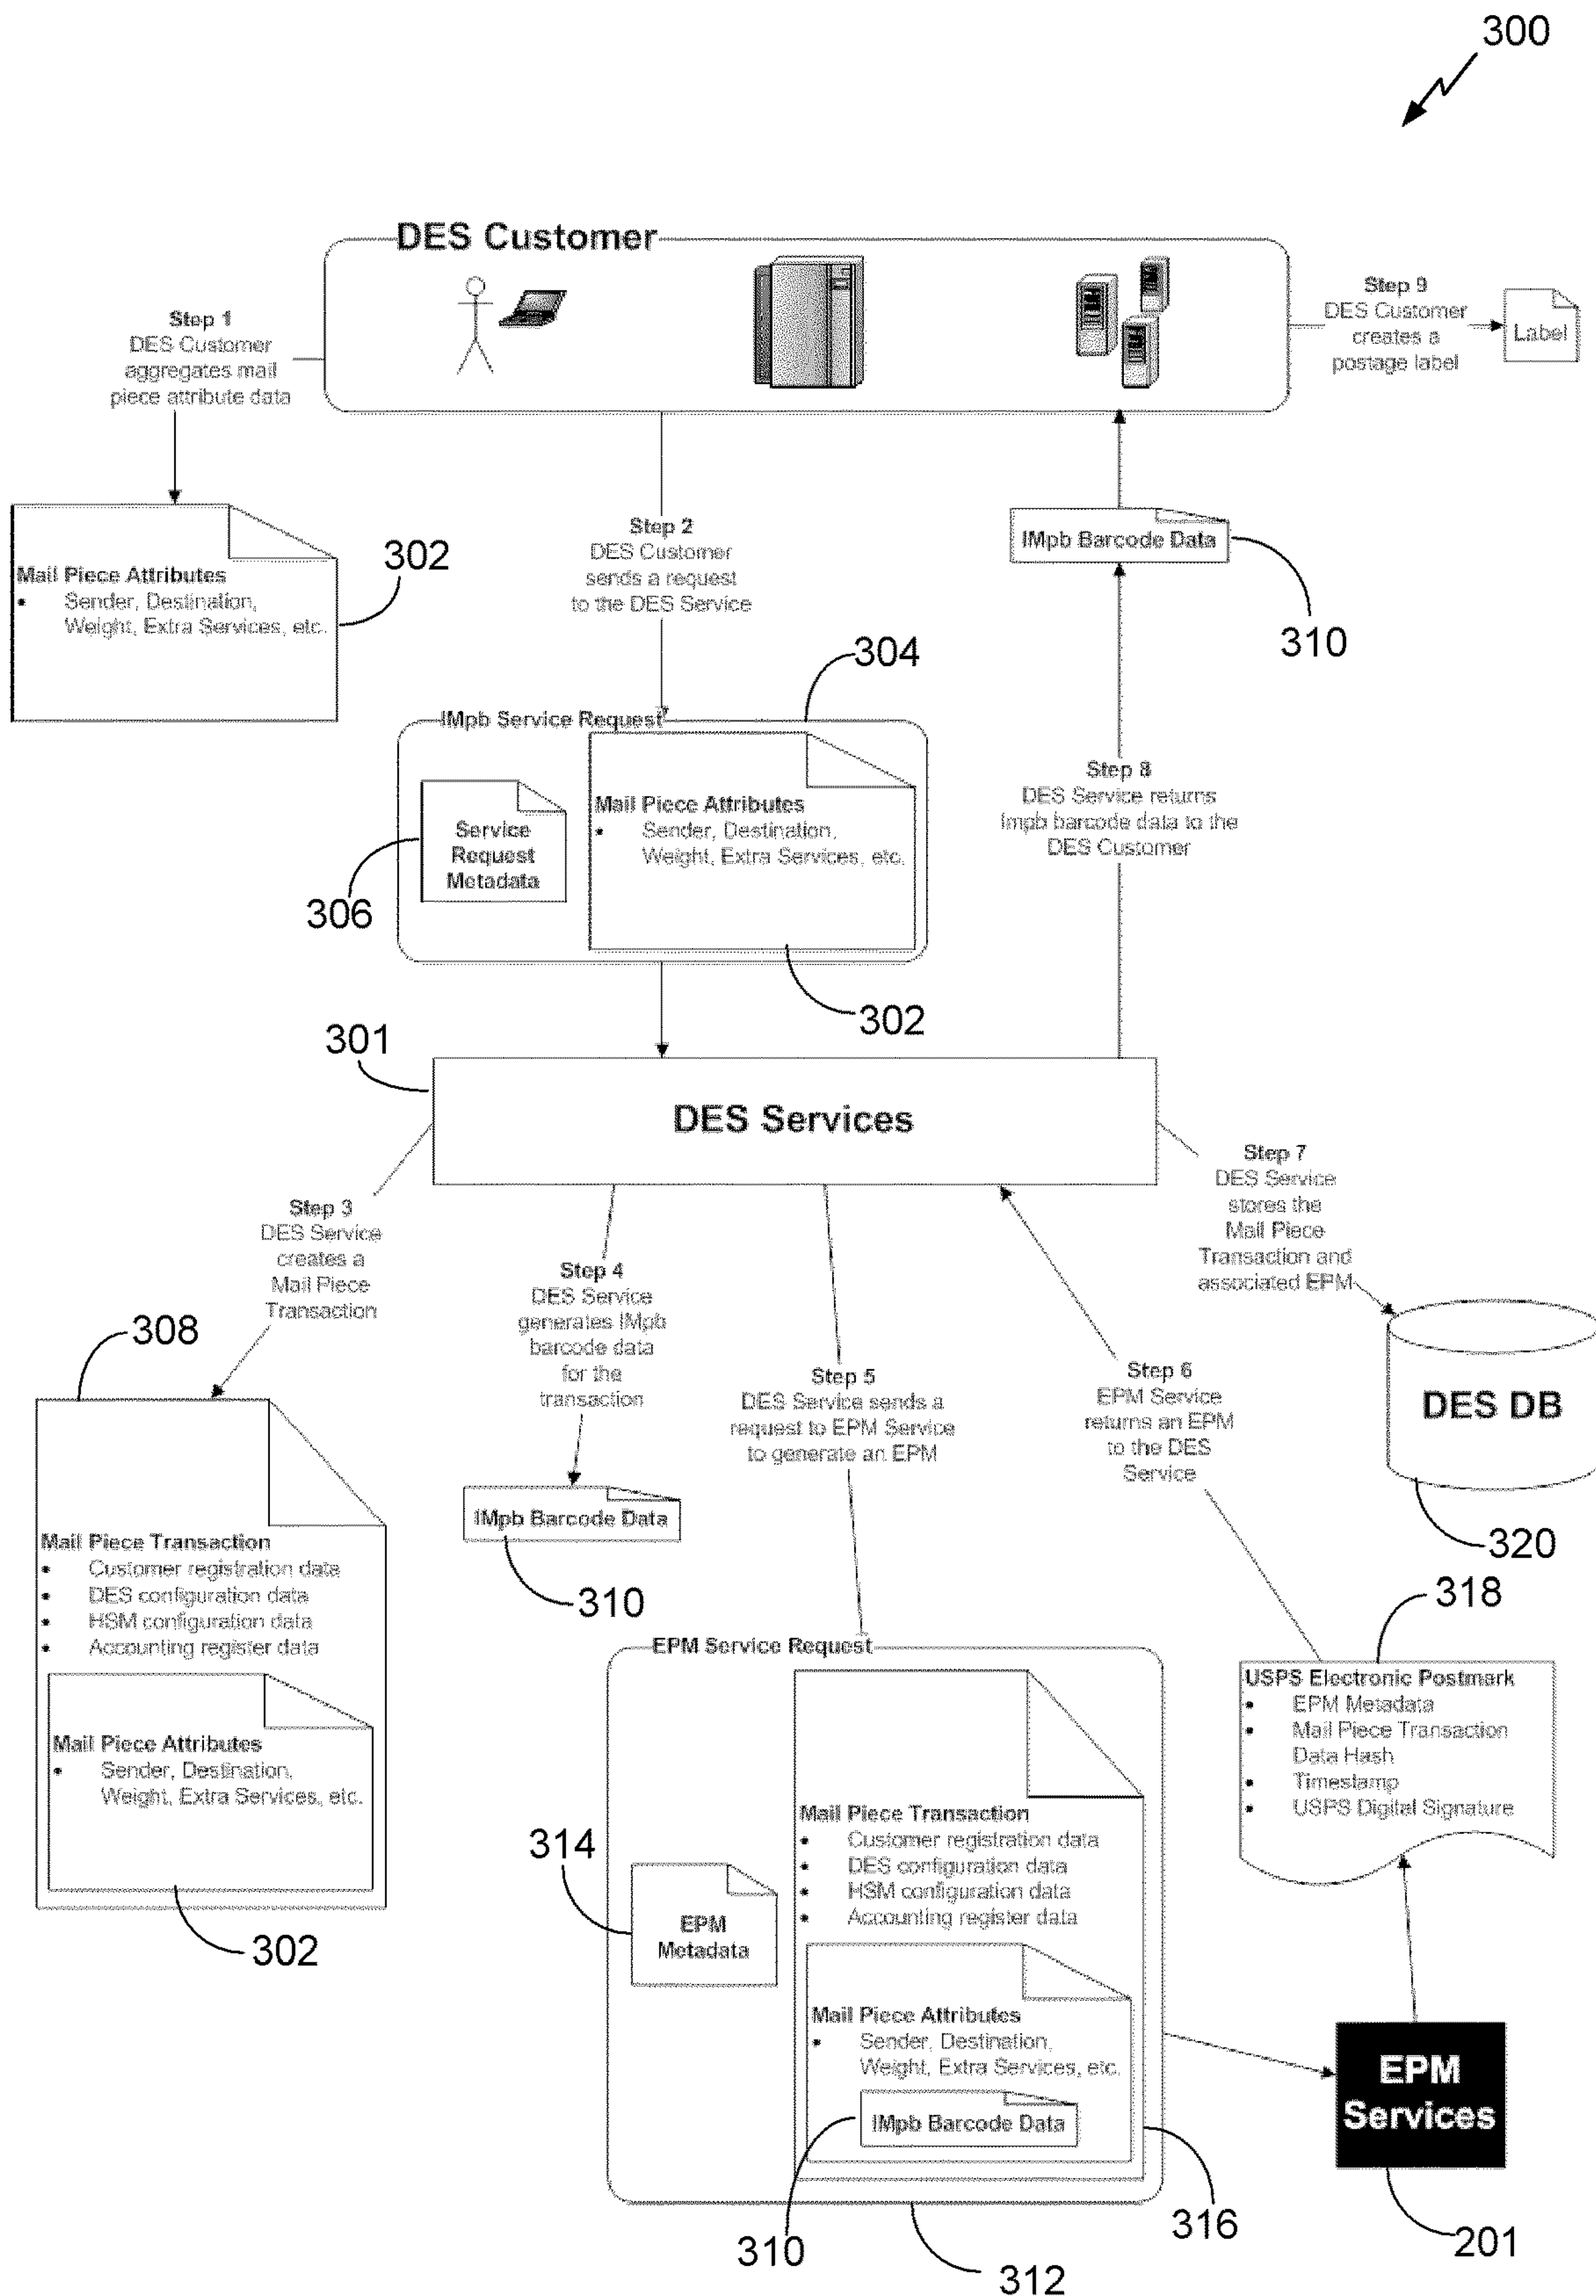 300
DES Customer
Step 1
DES Customer
aggregates mail
piece attribute data
Step 9
DES Customer
creates a
postage label
Label
Mail Piece Attributes
• Sender, Destination,
Weight, Extra Services, etc.
302
Step 2
DES Customer
sends a request
to the DES Service
IMpb Barcode Data
310
304
IMpb Service Request
Service
Request
Metadata
306
Mail Piece Attributes
• Sender, Destination,
Weight, Extra Services, etc.
302
Step 8
DES Service returns
Impb barcode data to the
DES Customer
301
DES Services
Step 3
DES Service
creates a
Mail Piece
Transaction
Step 4
DES Service
generates IMpb
barcode data
for the
transaction
Step 5
DES Service sends a
request to EPM Service
to generate an EPM
Step 6
EPM Service
returns an EPM
to the DES
Service
Step 7
DES Service
stores the
Mail Piece
Transaction and
associated EPM
DES DB
320
308
Mail Piece Transaction
• Customer registration data
• DES configuration data
• HSM configuration data
• Accounting register data
Mail Piece Attributes
• Sender, Destination,
Weight, Extra Services, etc.
302
IMpb Barcode Data
310
EPM Service Request
314
EPM
Metadata
Mail Piece Transaction
• Customer registration data
• DES configuration data
• HSM configuration data
• Accounting register data
Mail Piece Attributes
• Sender, Destination,
Weight, Extra Services, etc.
IMpb Barcode Data
310
312
316
318
USPS Electronic Postmark
• EPM Metadata
• Mail Piece Transaction
Data Hash
• Timestamp
• USPS Digital Signature
EPM
Services
201